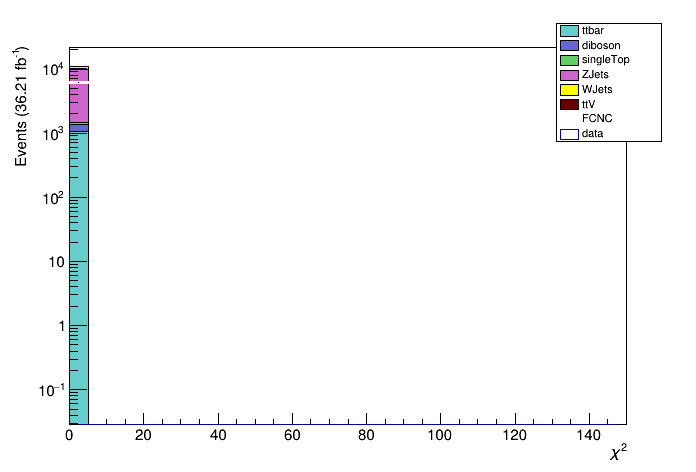 Events (36.21 fb⁻¹)
10⁴
10³
10²
10
1
10⁻¹
0 20 40 60 80 100 120 140
χ²
ttbar
diboson
singleTop
ZJets
WJets
ttV
FCNC
data